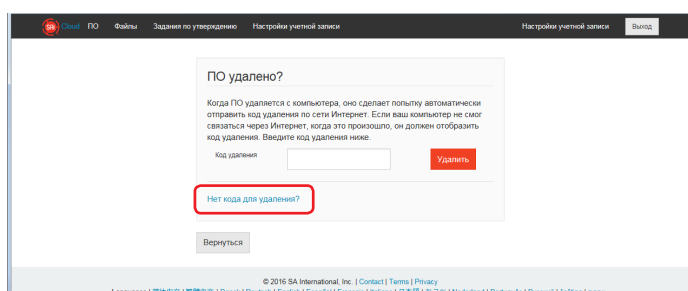 SAi Cloud ПО Файлы Задания по утверждению Настройки учетной записи Настройки учетной записи Выход
ПО удалено?
Когда ПО удаляется с компьютера, оно сделает попытку автоматически
отправить код удаления по сети Интернет. Если ваш компьютер не смог
связаться через Интернет, когда это произошло, он должен отобразить
код удаления. Введите код удаления ниже.
Код удаления Удалить
Нет кода для удаления?
Вернуться
© 2016 SA International, Inc. | Contact | Terms | Privacy